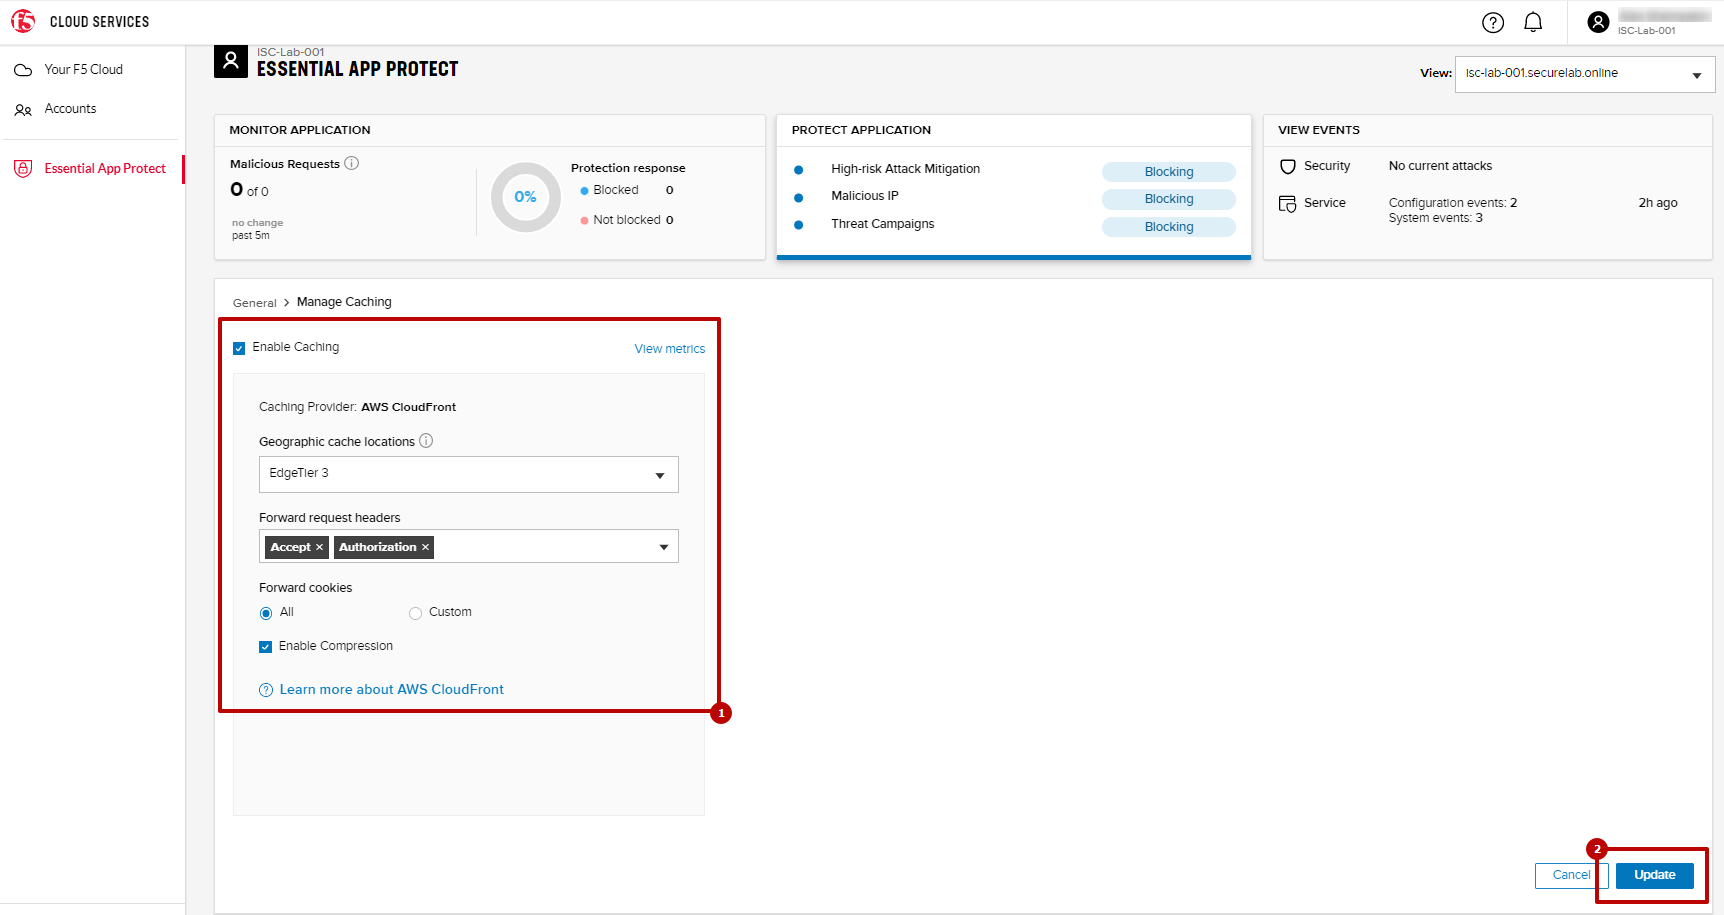 f5 CLOUD SERVICES
ISC-Lab-001
Your F5 Cloud
Accounts
Essential App Protect
ISC-Lab-001
ESSENTIAL APP PROTECT
View: isc-lab-001.securelab.online
MONITOR APPLICATION
Malicious Requests
0 of 0
no change
past 5m
0%
Protection response
Blocked 0
Not blocked 0
PROTECT APPLICATION
High-risk Attack Mitigation Blocking
Malicious IP Blocking
Threat Campaigns Blocking
VIEW EVENTS
Security No current attacks
Service Configuration events: 2 2h ago
System events: 3
General > Manage Caching
Enable Caching View metrics
Caching Provider: AWS CloudFront
Geographic cache locations
EdgeTier 3
Forward request headers
Accept × Authorization ×
Forward cookies
All Custom
Enable Compression
Learn more about AWS CloudFront
1
2
Cancel Update